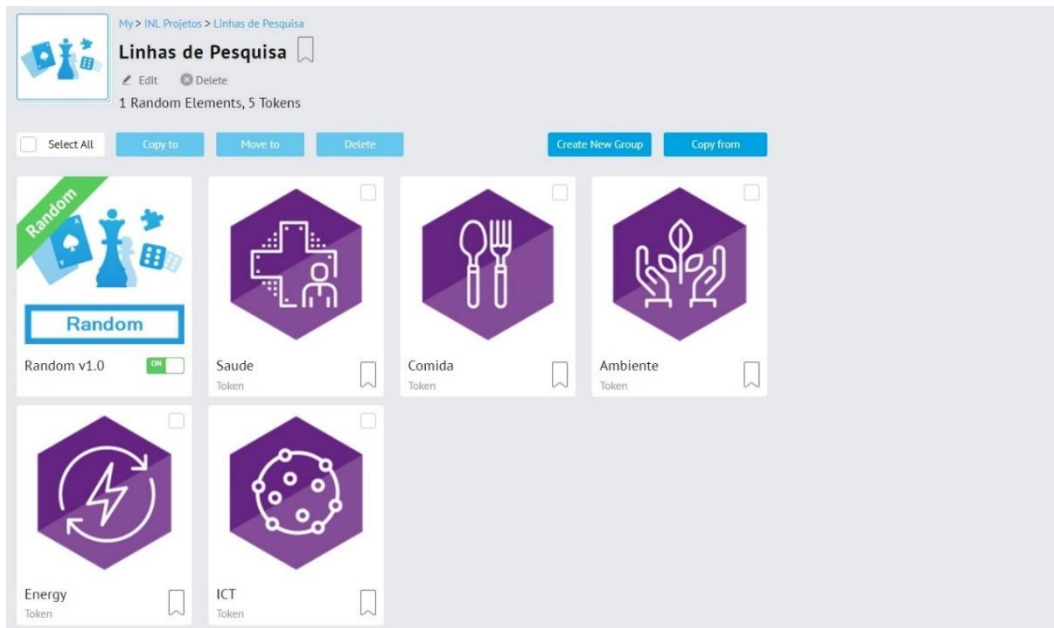 My > INL Projetos > Linhas de Pesquisa
Linhas de Pesquisa
Edit Delete
1 Random Elements, 5 Tokens
Select All Copy to Move to Delete Create New Group Copy from
Random
Random
Random v1.0 ON
Saude
Token
Comida
Token
Ambiente
Token
Energy
Token
ICT
Token